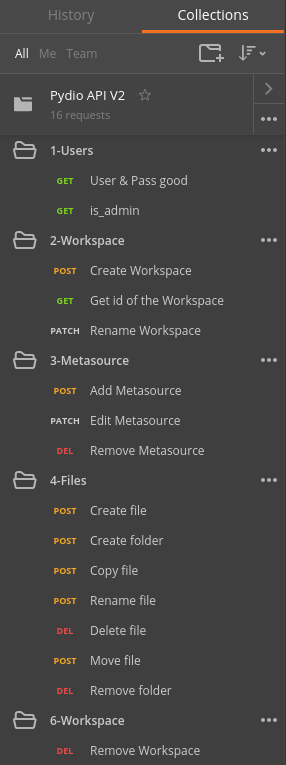 History Collections
All Me Team
Pydio API V2
16 requests
1-Users
GET User & Pass good
GET is_admin
2-Workspace
POST Create Workspace
GET Get id of the Workspace
PATCH Rename Workspace
3-Metasource
POST Add Metasource
PATCH Edit Metasource
DEL Remove Metasource
4-Files
POST Create file
POST Create folder
POST Copy file
POST Rename file
DEL Delete file
POST Move file
DEL Remove folder
6-Workspace
DEL Remove Workspace